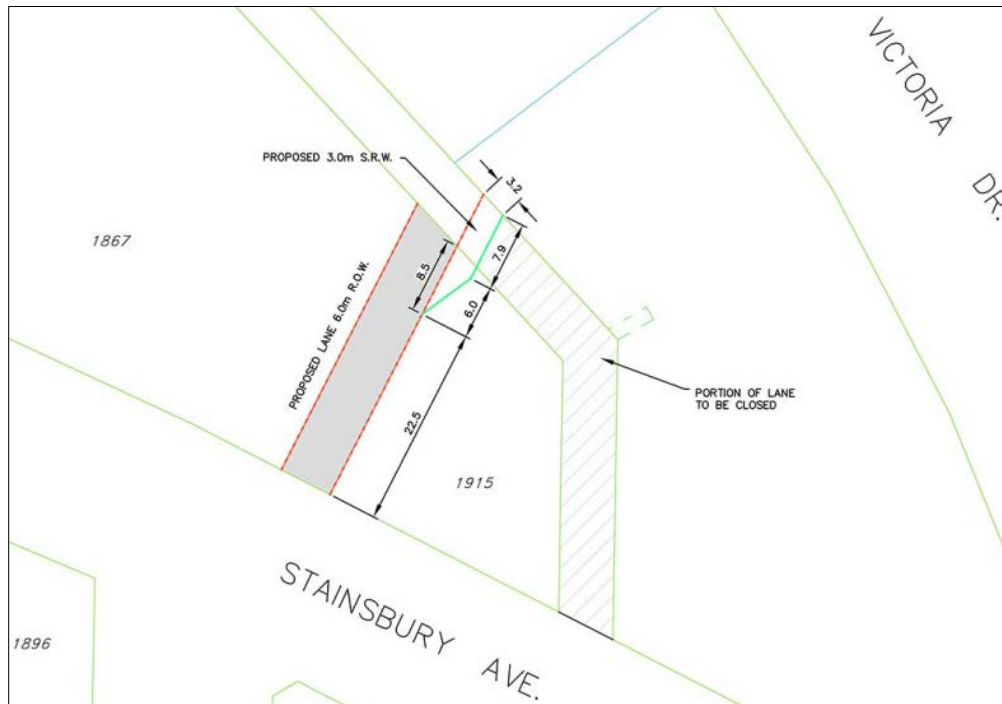 VICTORIA
DR.
PROPOSED 3.0m S.R.W.
3.2
1867
7.9
8.5
6.0
PROPOSED LANE 6.0m R.O.W.
PORTION OF LANE
TO BE CLOSED
22.5
1915
STAINSBURY AVE.
1896